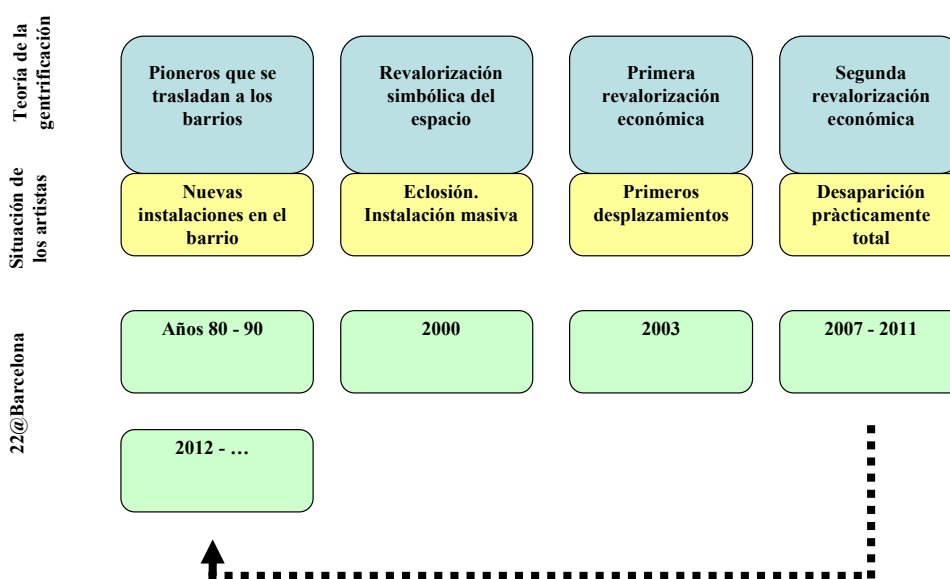 Teoría de la
gentrificación
Pioneros que se
trasladan a los
barrios
Revalorización
simbólica del
espacio
Primera
revalorización
económica
Segunda
revalorización
económica
Situación de
los artistas
Nuevas
instalaciones en el
barrio
Eclosión.
Instalación masiva
Primeros
desplazamientos
Desaparición
pràcticamente
total
22@Barcelona
Años 80 - 90
2000
2003
2007 - 2011
2012 - …